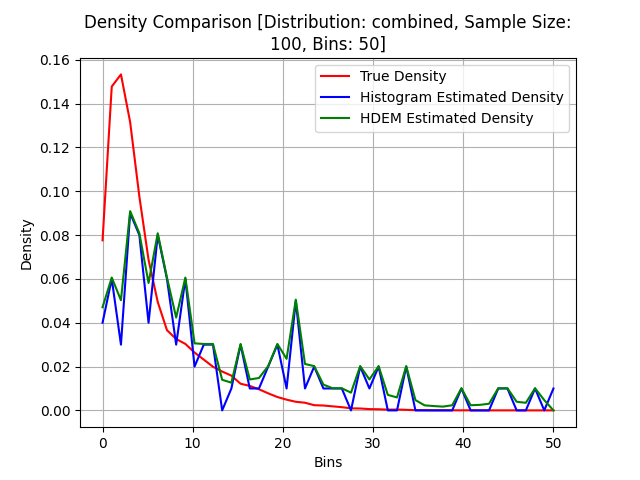 Density Comparison [Distribution: combined, Sample Size:
100, Bins: 50]
0.16
0.14
0.12
0.10
0.08
0.06
0.04
0.02
0.00
Density
True Density
Histogram Estimated Density
HDEM Estimated Density
0 10 20 30 40 50
Bins